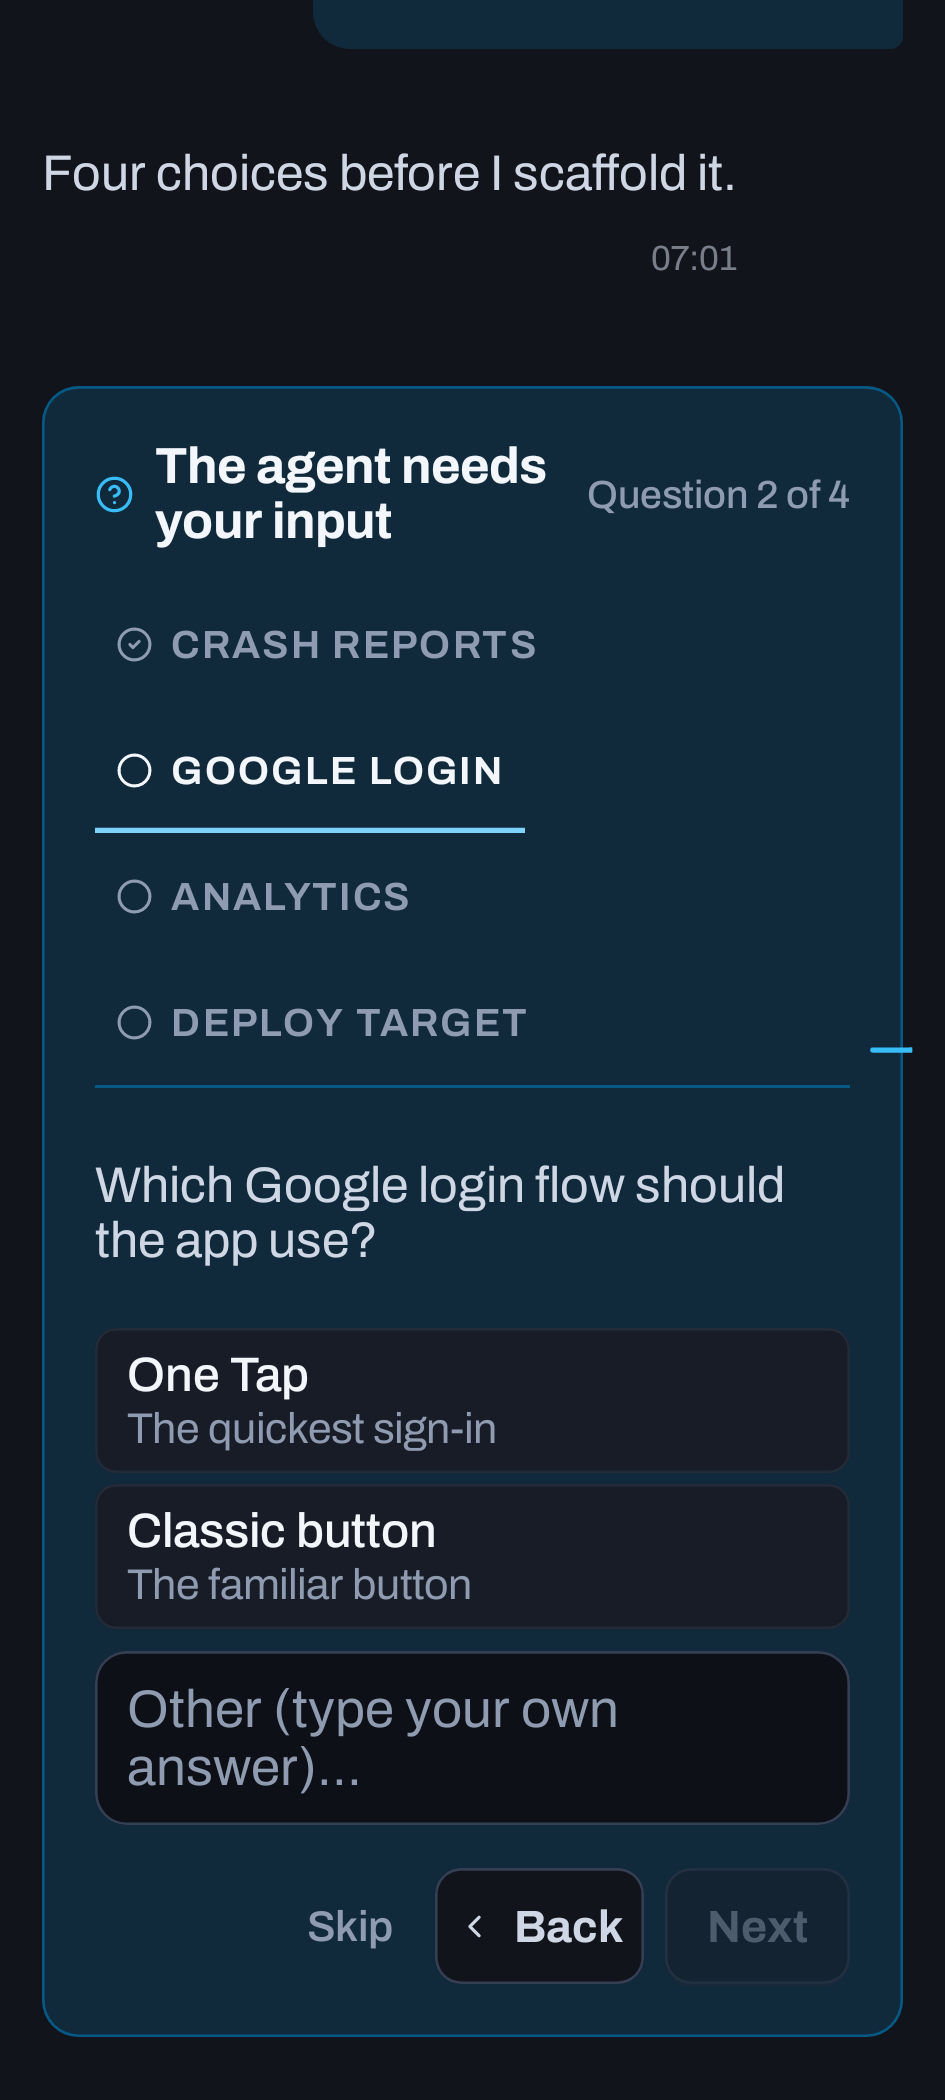 Four choices before I scaffold it.
07:01
The agent needs
your input
Question 2 of 4
CRASH REPORTS
GOOGLE LOGIN
ANALYTICS
DEPLOY TARGET
Which Google login flow should
the app use?
One Tap
The quickest sign-in
Classic button
The familiar button
Other (type your own
answer)...
Skip
Back
Next